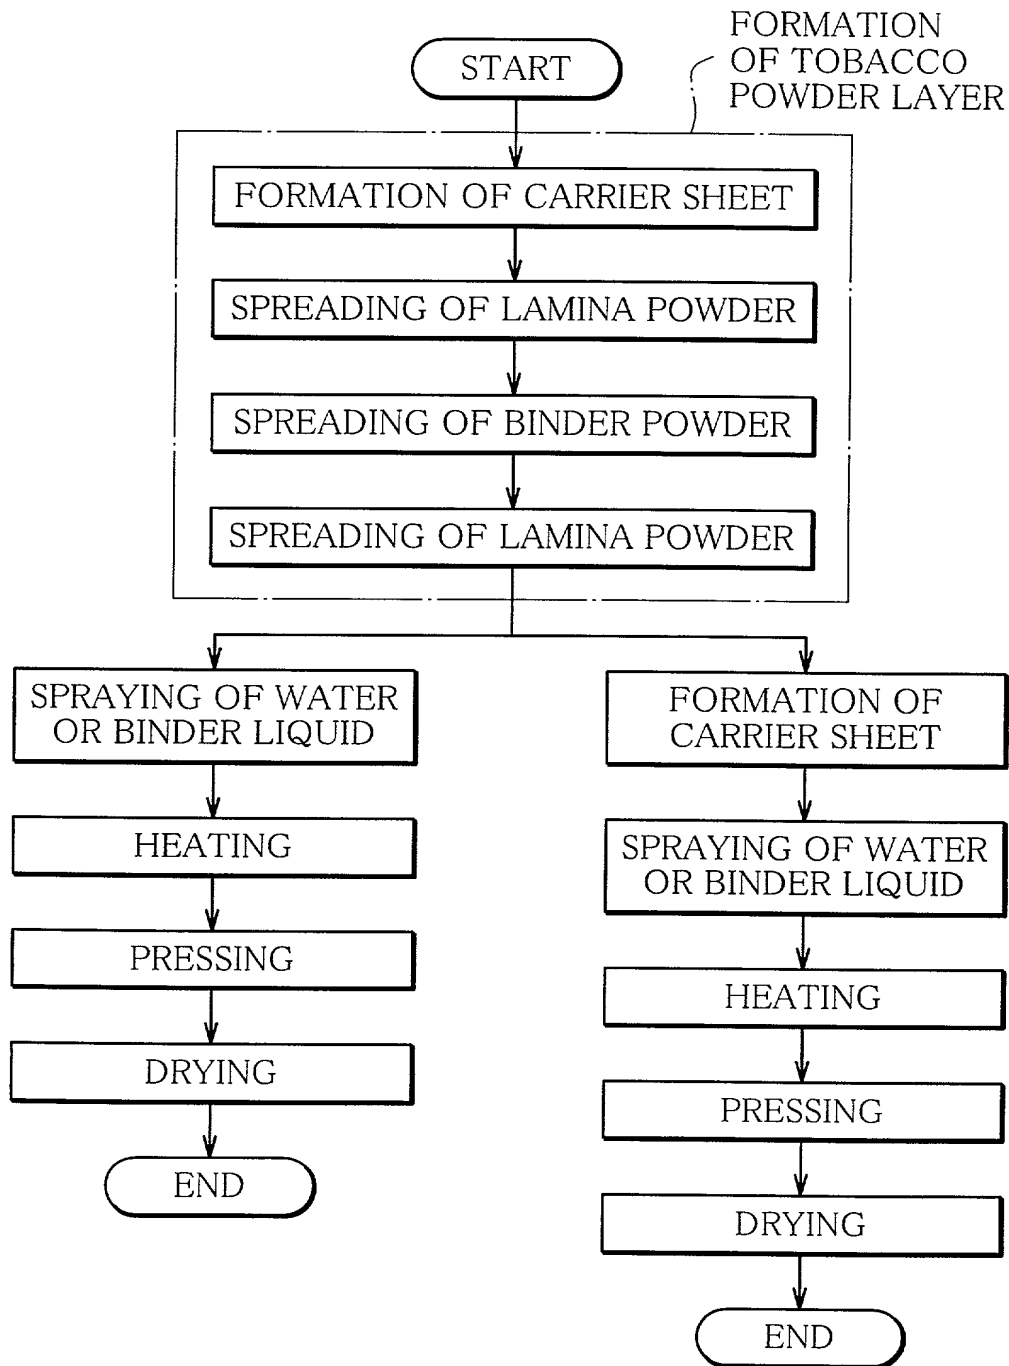 FORMATION
OF TOBACCO
POWDER LAYER
START
FORMATION OF CARRIER SHEET
SPREADING OF LAMINA POWDER
SPREADING OF BINDER POWDER
SPREADING OF LAMINA POWDER
SPRAYING OF WATER
OR BINDER LIQUID
HEATING
PRESSING
DRYING
END
FORMATION OF
CARRIER SHEET
SPRAYING OF WATER
OR BINDER LIQUID
HEATING
PRESSING
DRYING
END